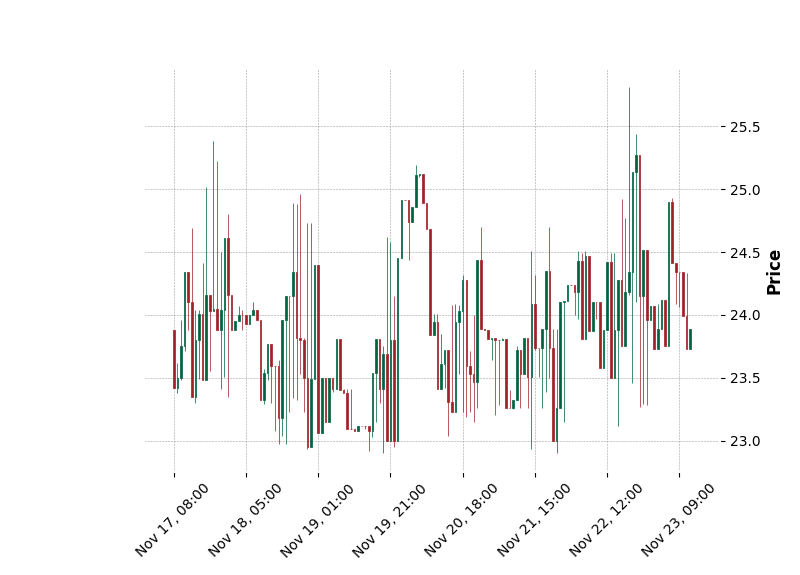 25.5
25.0
24.5
24.0
23.5
23.0
Price
Nov 17, 08:00
Nov 18, 05:00
Nov 19, 01:00
Nov 19, 21:00
Nov 20, 18:00
Nov 21, 15:00
Nov 22, 12:00
Nov 23, 09:00